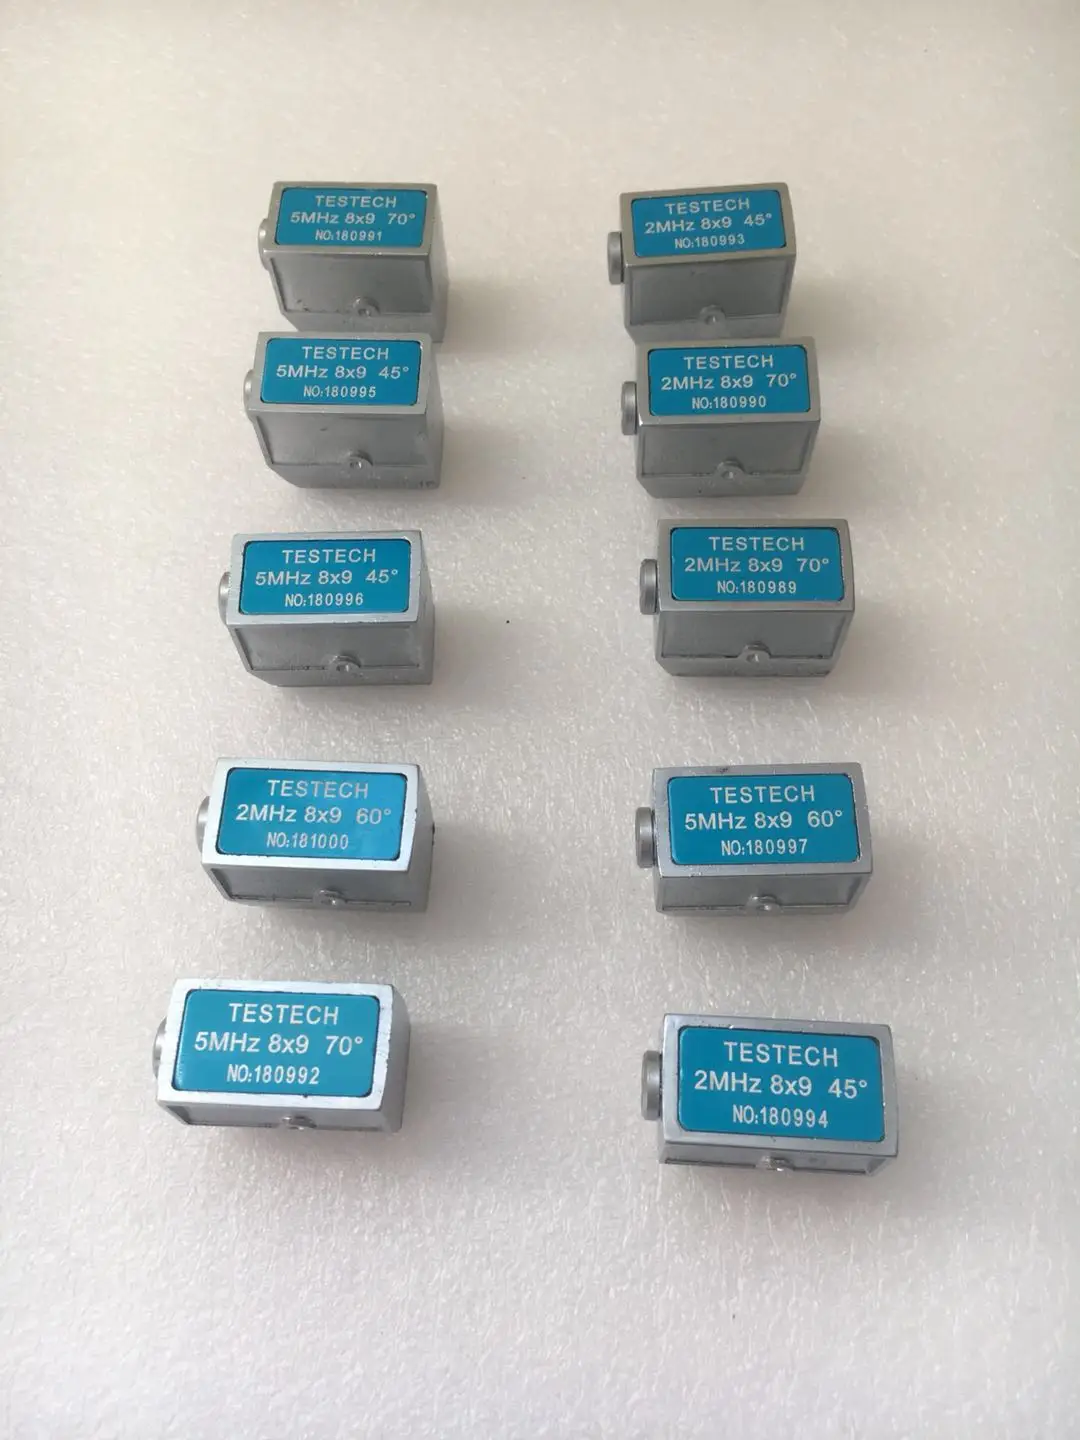 TESTECH
5MHz 8x9 70°
NO:180991
TESTECH
2MHz 8x9 45°
NO:180993
TESTECH
5MHz 8x9 45°
NO:180995
TESTECH
2MHz 8x9 70°
NO:180990
TESTECH
5MHz 8x9 45°
NO:180996
TESTECH
2MHz 8x9 70°
NO:180989
TESTECH
2MHz 8x9 60°
NO:181000
TESTECH
5MHz 8x9 60°
NO:180997
TESTECH
5MHz 8x9 70°
NO:180992
TESTECH
2MHz 8x9 45°
NO:180994